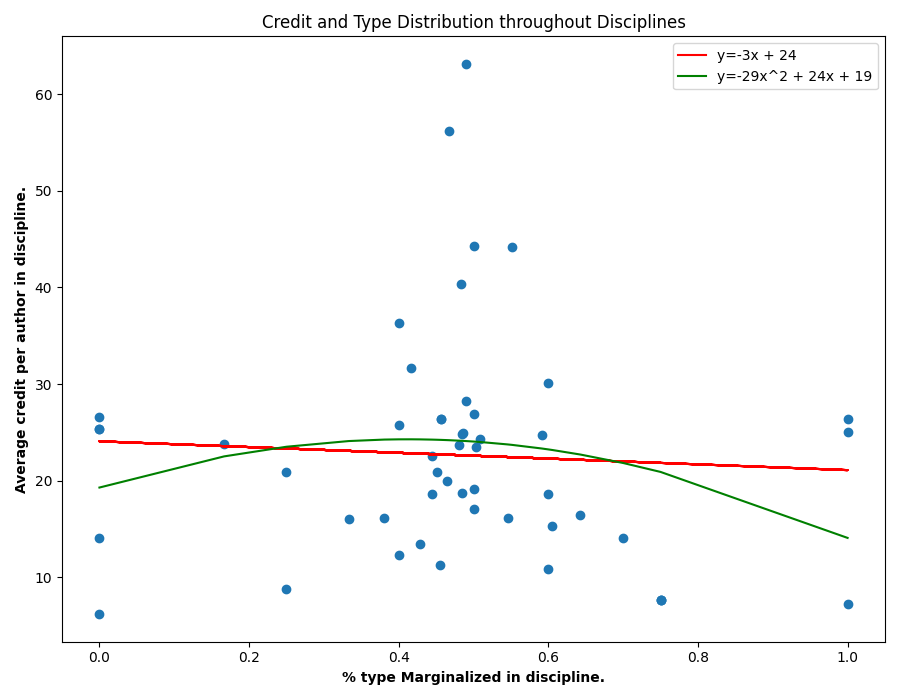 Credit and Type Distribution throughout Disciplines
y=-3x + 24
y=-29x^2 + 24x + 19
Average credit per author in discipline.
60
50
40
30
20
10
0.0 0.2 0.4 0.6 0.8 1.0
% type Marginalized in discipline.